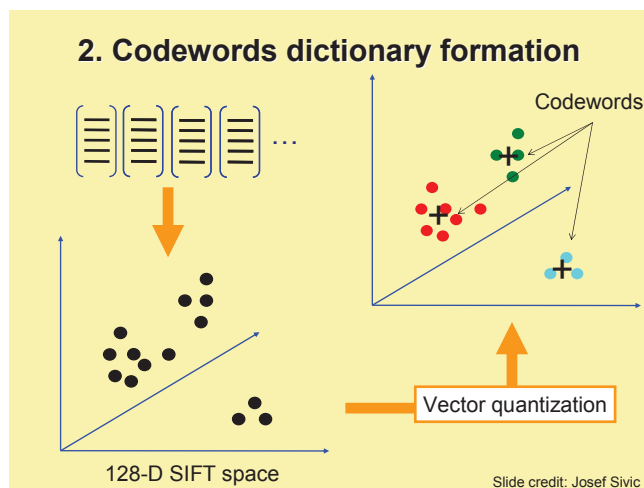 2. Codewords dictionary formation
Codewords
...
Vector quantization
128-D SIFT space
Slide credit: Josef Sivic